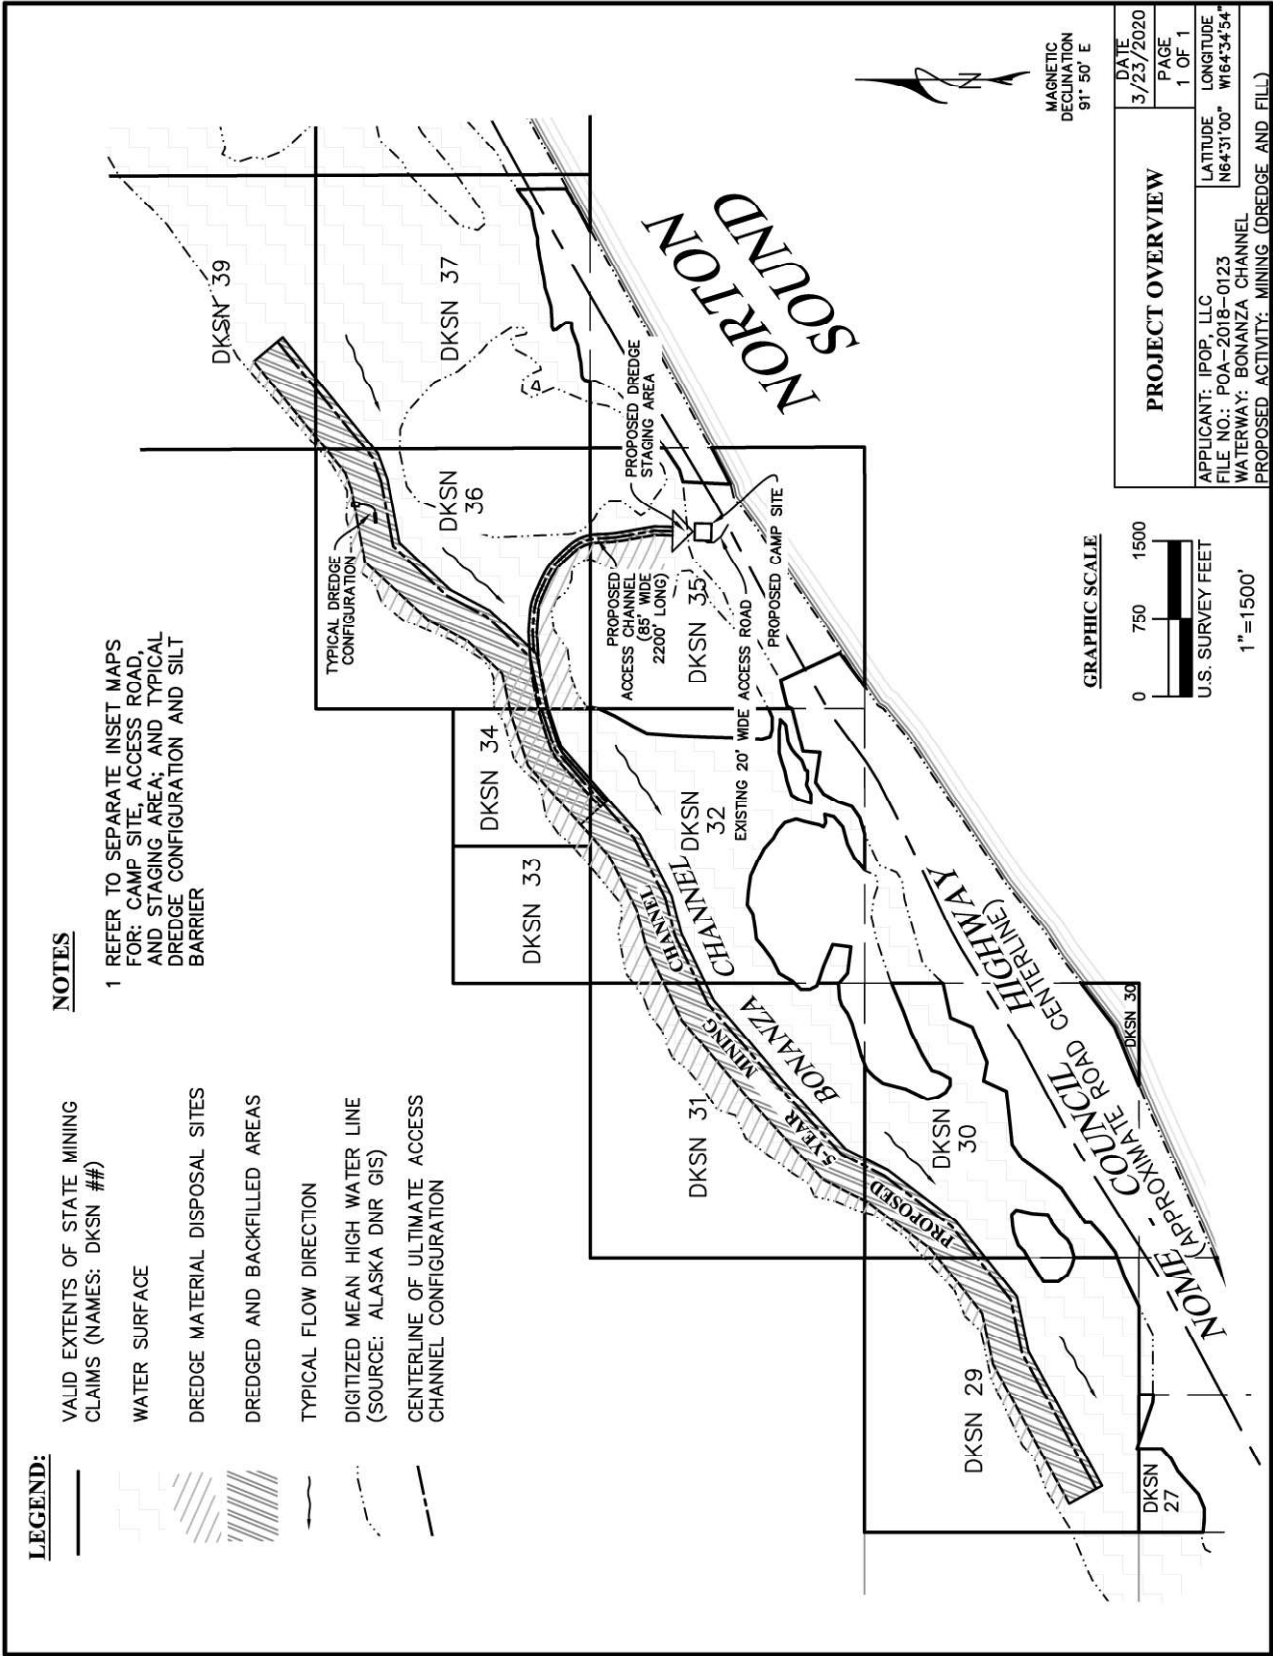 LEGEND:
VALID EXTENTS OF STATE MINING
CLAIMS (NAMES: DKSN ##)
WATER SURFACE
DREDGE MATERIAL DISPOSAL SITES
DREDGED AND BACKFILLED AREAS
TYPICAL FLOW DIRECTION
DIGITIZED MEAN HIGH WATER LINE
(SOURCE: ALASKA DNR GIS)
CENTERLINE OF ULTIMATE ACCESS
CHANNEL CONFIGURATION
NOTES
1 REFER TO SEPARATE INSET MAPS
FOR: CAMP SITE, ACCESS ROAD,
AND STAGING AREA; AND TYPICAL
DREDGE CONFIGURATION AND SILT
BARRIER
DKSN 39
DKSN 37
DKSN
36
TYPICAL DREDGE
CONFIGURATION
DKSN 34
DKSN 33
PROPOSED
ACCESS CHANNEL
(85' WIDE
2200' LONG)
DKSN 35
PROPOSED DREDGE
STAGING AREA
EXISTING 20' WIDE ACCESS ROAD
PROPOSED CAMP SITE
DKSN
32
DKSN 31
PROPOSED 5-YEAR MINING CHANNEL
BONANZA CHANNEL
DKSN
30
DKSN 30
DKSN 29
DKSN
27
NOME - COUNCIL HIGHWAY
(APPROXIMATE ROAD CENTERLINE)
NORTON
SOUND
N
MAGNETIC
DECLINATION
91° 50' E
GRAPHIC SCALE
0 750 1500
U.S. SURVEY FEET
1"=1500'
PROJECT OVERVIEW
DATE
3/23/2020
PAGE
1 OF 1
APPLICANT: IPOP, LLC
FILE NO.: POA-2018-0123
WATERWAY: BONANZA CHANNEL
PROPOSED ACTIVITY: MINING (DREDGE AND FILL)
LATITUDE
N64°31'00"
LONGITUDE
W164°34'54"